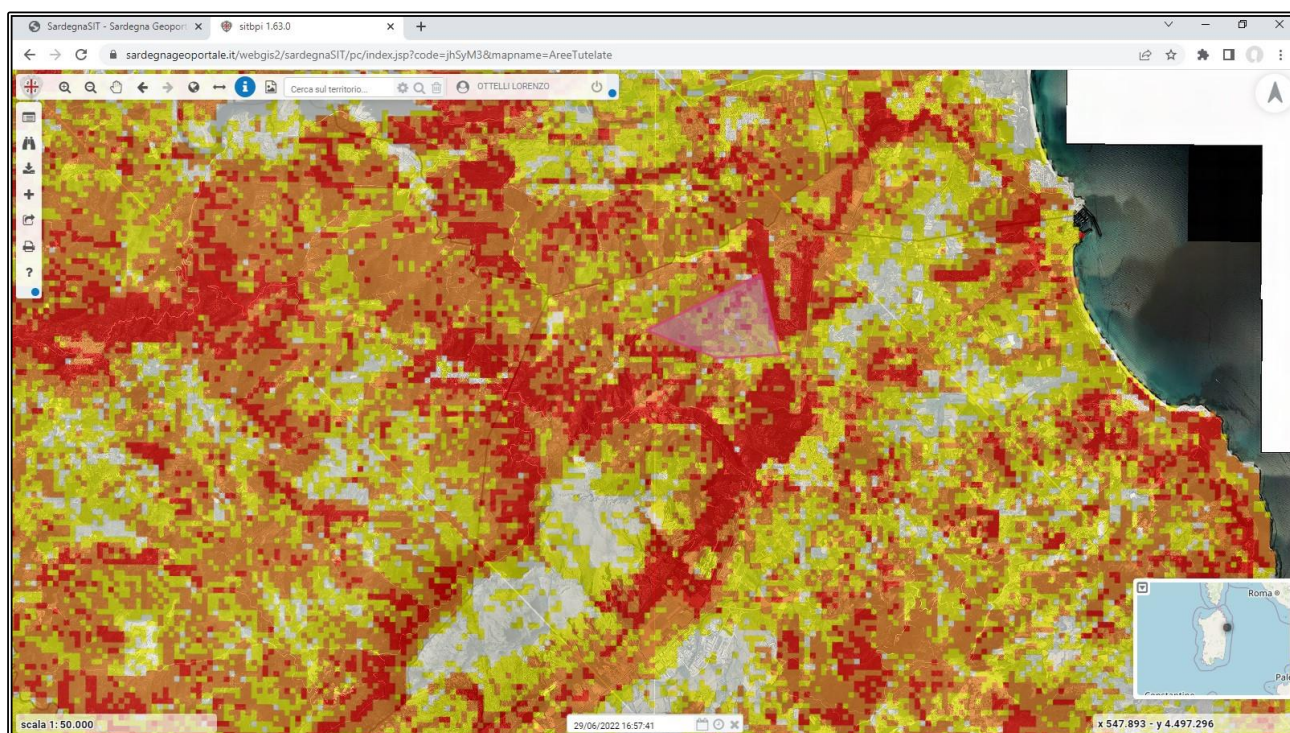 SardegnaSIT - Sardegna Geopor
sitbpi 1.63.0
sardegnageoportale.it/webgis2/sardegnaSIT/pc/index.jsp?code=jhSyM3&mapname=AreeTutelate
Cerca sul territorio...
OTTELLI LORENZO
?
Roma
Pale
scala 1: 50.000
29/06/2022 16:57:41
x 547.893 - y 4.497.296